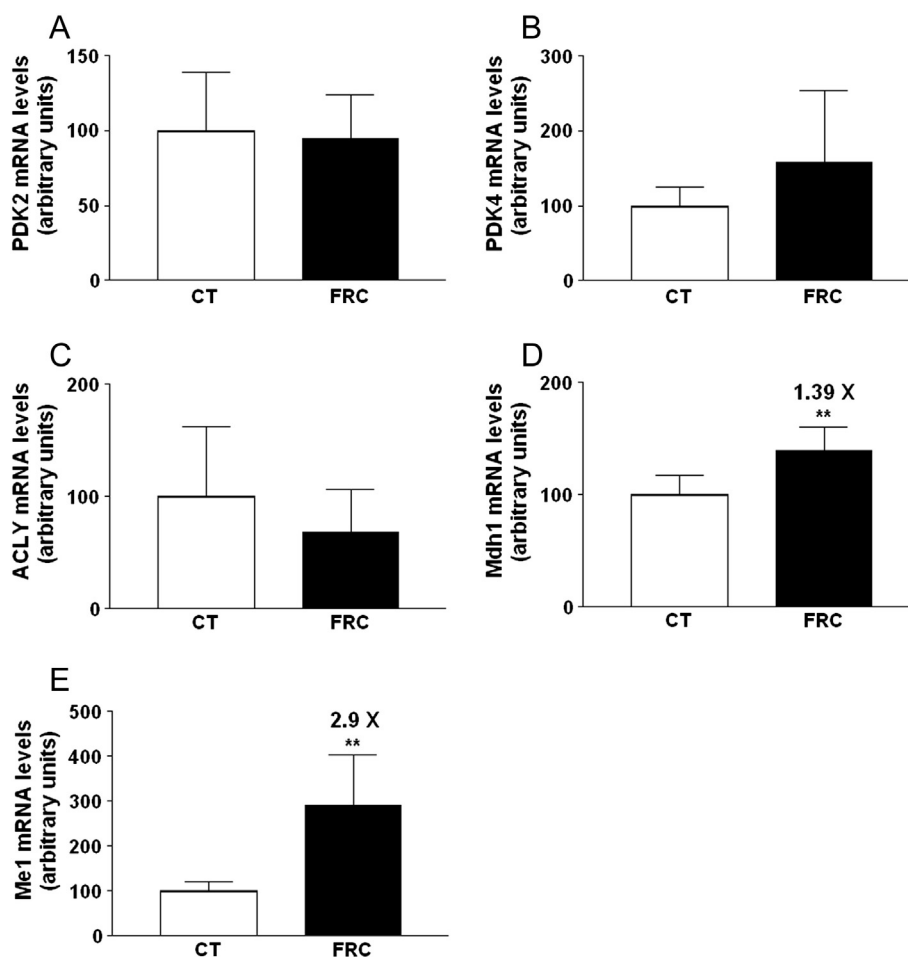 A
PDK2 mRNA levels
(arbitrary units)
150
100
50
0
CT
FRC
B
PDK4 mRNA levels
(arbitrary units)
300
200
100
0
CT
FRC
C
ACLY mRNA levels
(arbitrary units)
200
100
0
CT
FRC
D
Mdh1 mRNA levels
(arbitrary units)
200
100
0
1.39 X
**
CT
FRC
E
Me1 mRNA levels
(arbitrary units)
500
400
300
200
100
0
2.9 X
**
CT
FRC